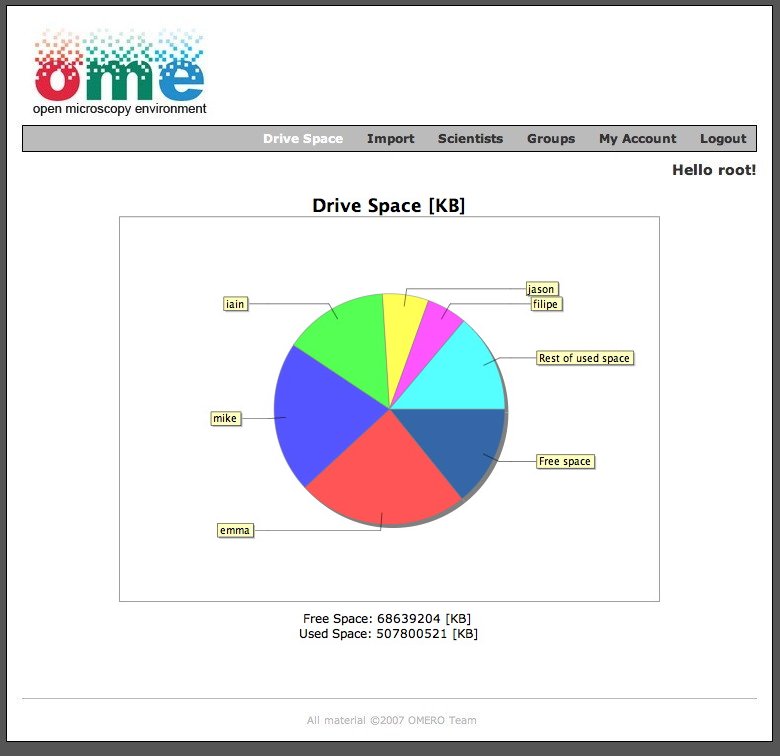 ome
open microscopy environment
Drive Space Import Scientists Groups My Account Logout
Hello root!
Drive Space [KB]
jason
iain
filipe
Rest of used space
mike
Free space
emma
Free Space: 68639204 [KB]
Used Space: 507800521 [KB]
All material ©2007 OMERO Team